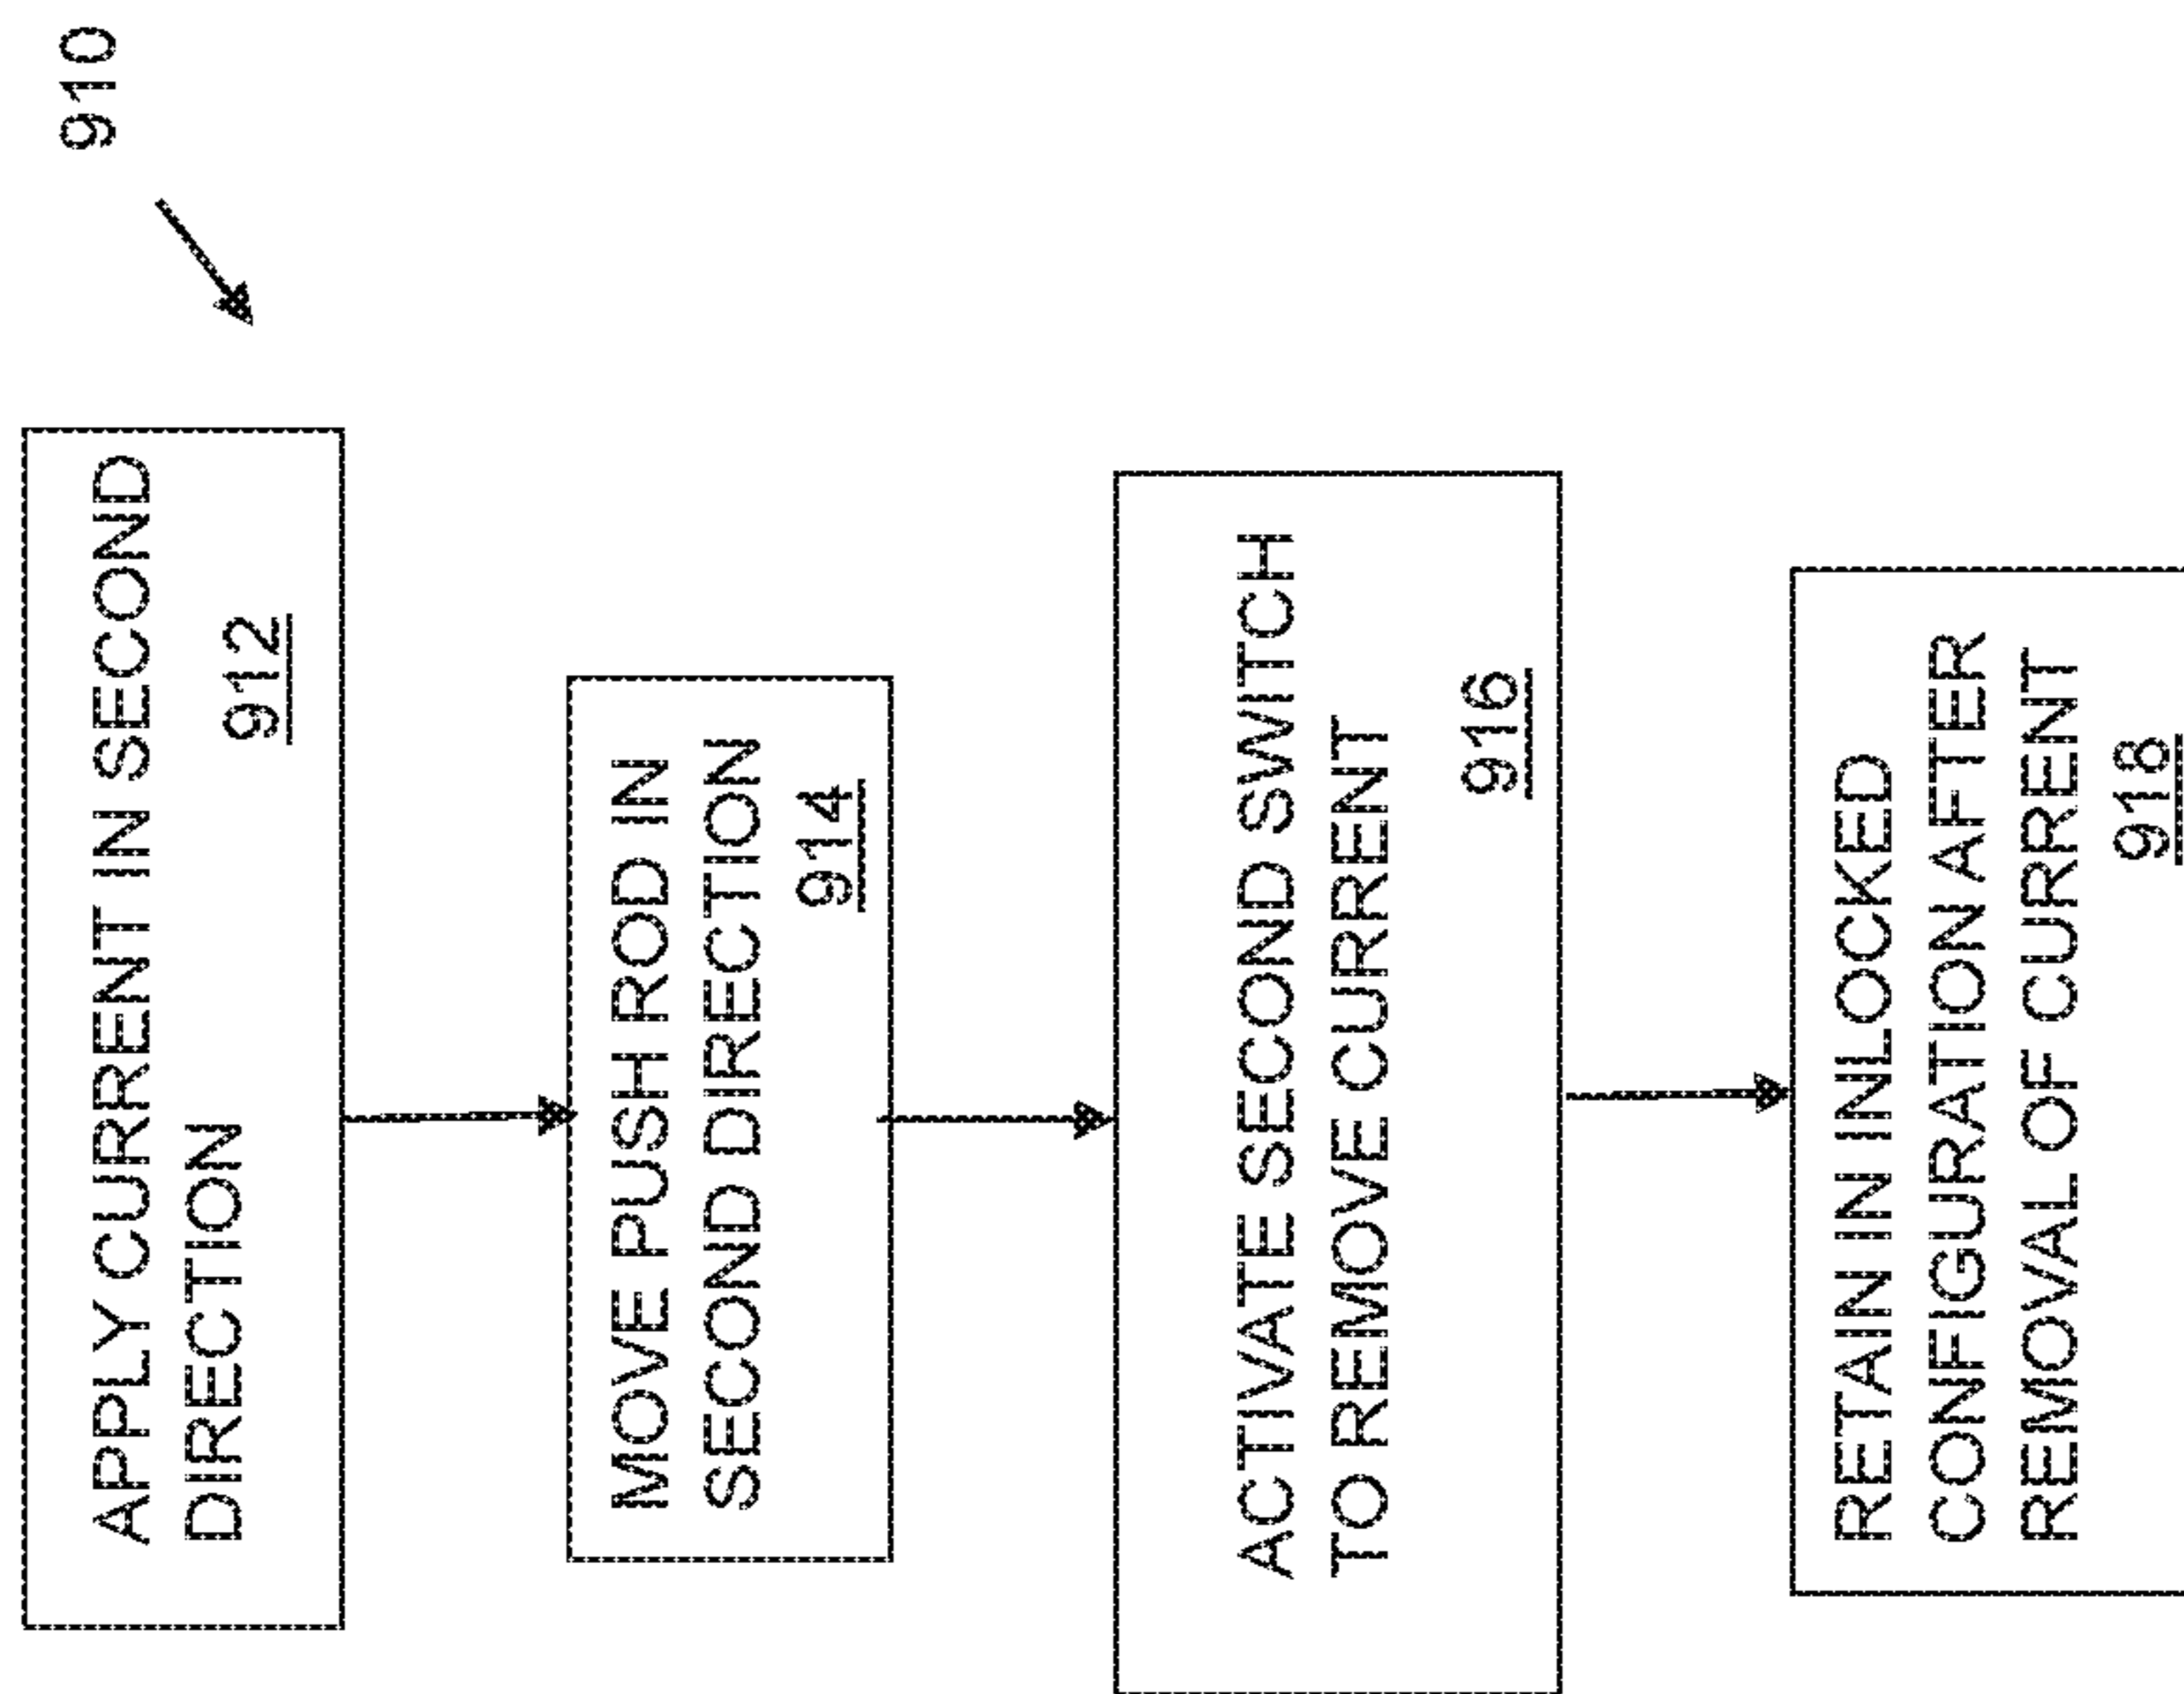 910
APPLY CURRENT IN SECOND
DIRECTION
912
MOVE PUSH ROD IN
SECOND DIRECTION
914
ACTIVATE SECOND SWITCH
TO REMOVE CURRENT
916
RETAIN IN INLOCKED
CONFIGURATION AFTER
REMOVAL OF CURRENT
918